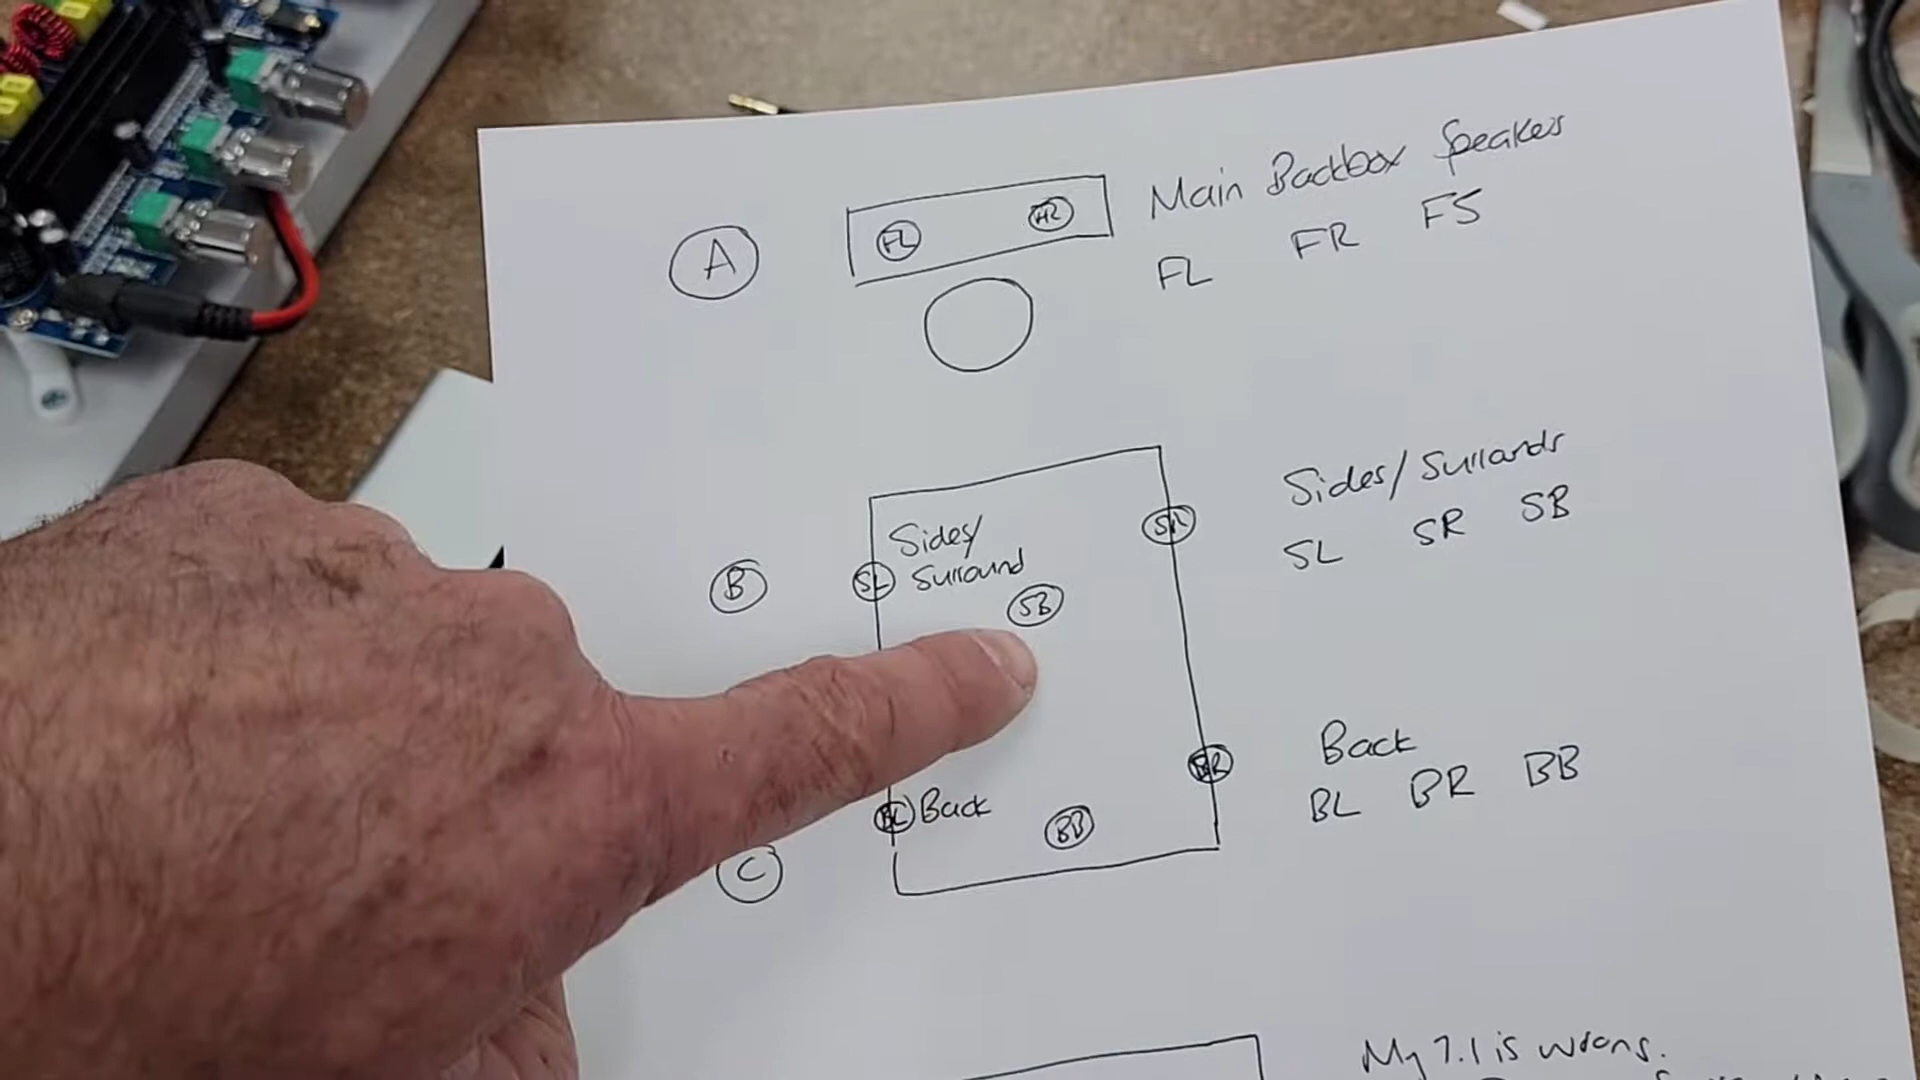 A
FL
FR
Main Backbox Speakers
FL FR FS
B
Sides/
Surround
SL
SR
SB
Sides/Surrounds
SL SR SB
C
BL
Back
BB
BR
Back
BL BR BB
My 7.1 is wrong.